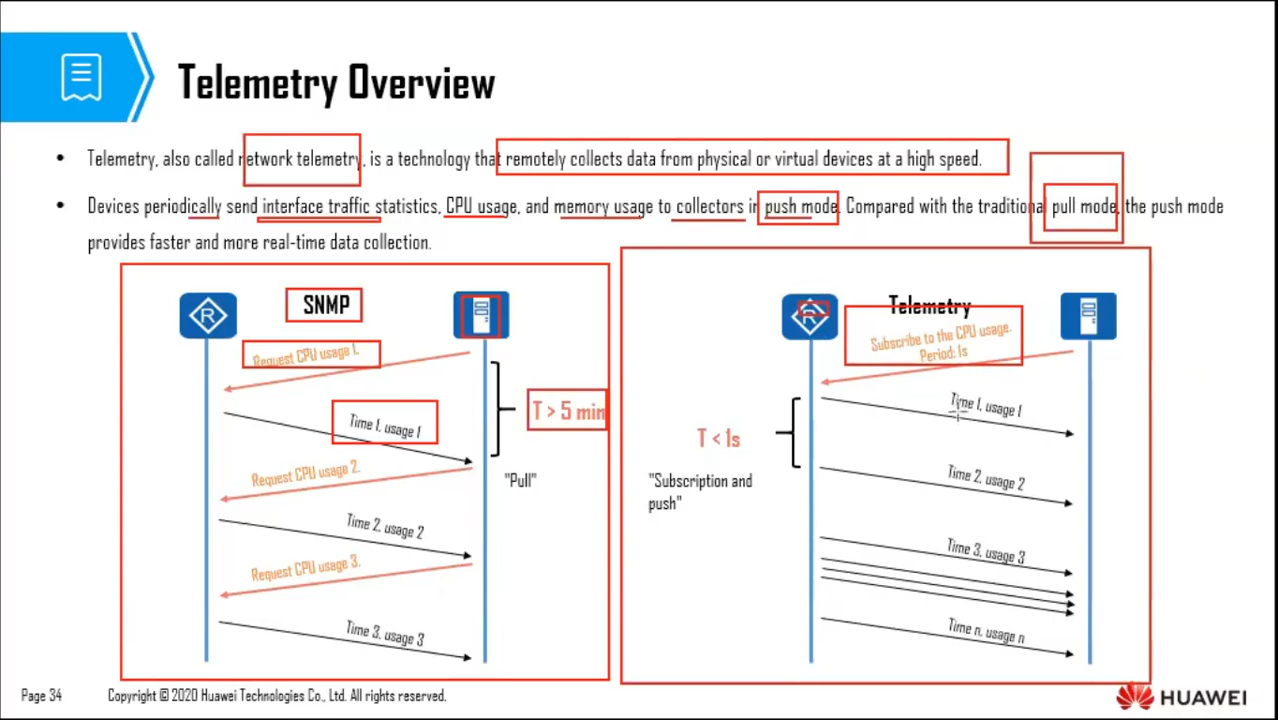 Telemetry Overview
• Telemetry, also called network telemetry, is a technology that remotely collects data from physical or virtual devices at a high speed.
• Devices periodically send interface traffic statistics, CPU usage, and memory usage to collectors in push mode. Compared with the traditional pull mode, the push mode
provides faster and more real-time data collection.
SNMP
R
Request CPU usage 1.
Time 1, usage 1
T > 5 min
Request CPU usage 2.
"Pull"
Time 2, usage 2
Request CPU usage 3.
Time 3, usage 3
Telemetry
R
Subscribe to the CPU usage.
Period: 1s
Time 1, usage 1
T < 1s
"Subscription and
push"
Time 2, usage 2
Time 3, usage 3
Time n, usage n
Page 34
Copyright © 2020 Huawei Technologies Co., Ltd. All rights reserved.
HUAWEI